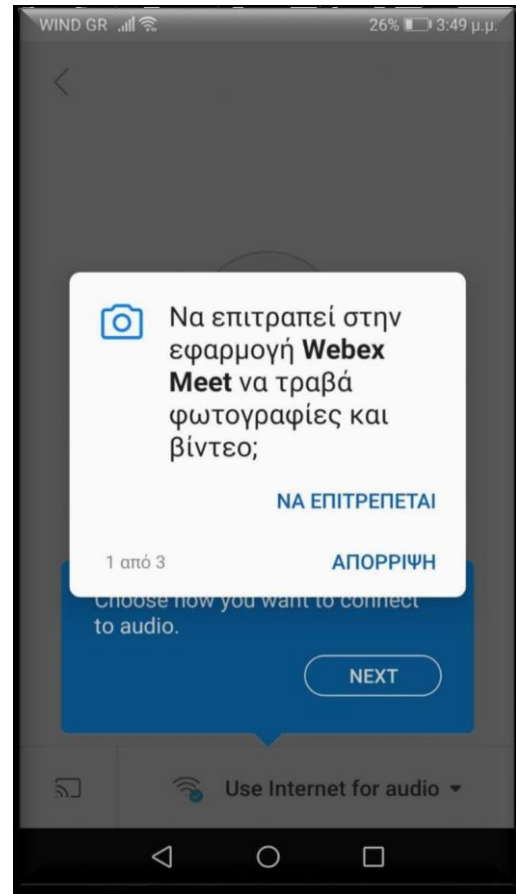 WIND GR 26% 3:49 μ.μ.
Να επιτραπεί στην
εφαρμογή Webex
Meet να τραβά
φωτογραφίες και
βίντεο;
ΝΑ ΕΠΙΤΡΕΠΕΤΑΙ
1 από 3 ΑΠΟΡΡΙΨΗ
Choose how you want to connect
to audio.
NEXT
Use Internet for audio